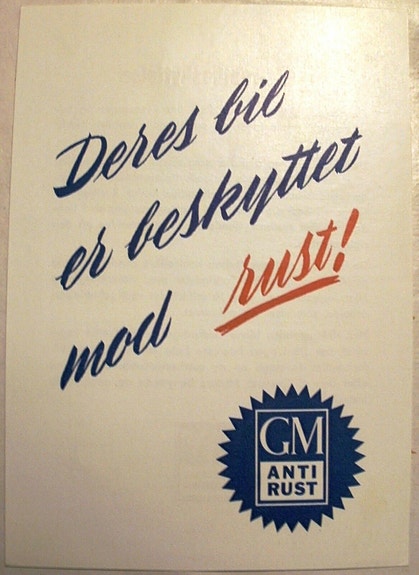 Deres bil
er beskyttet
mod rust!
GM
ANTI
RUST